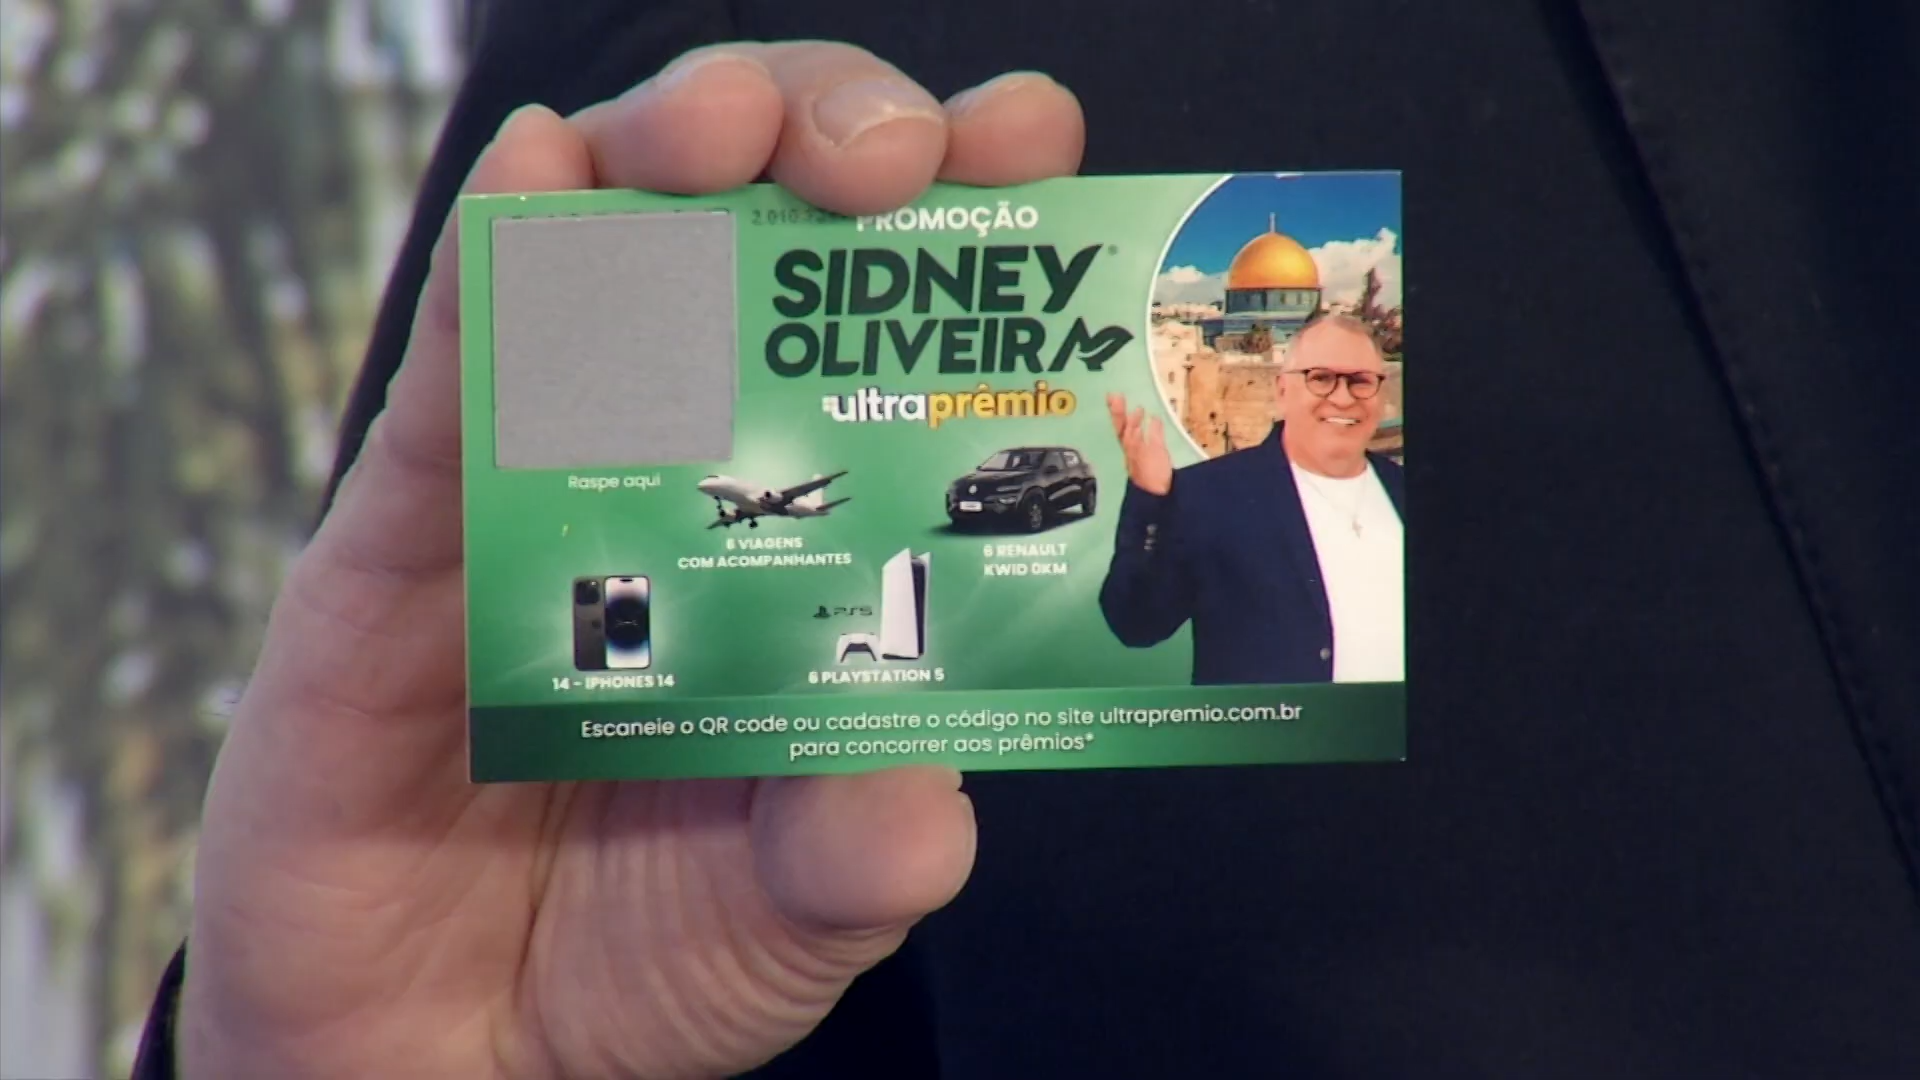 PROMOÇÃO
SIDNEY
OLIVEIRA
ultraprêmio
Raspe aqui
6 VIAGENS
COM ACOMPANHANTES
6 RENAULT
KWID 0KM
PS5
14 - IPHONES 14
6 PLAYSTATION 5
Escaneie o QR code ou cadastre o código no site ultrapremio.com.br
para concorrer aos prêmios*